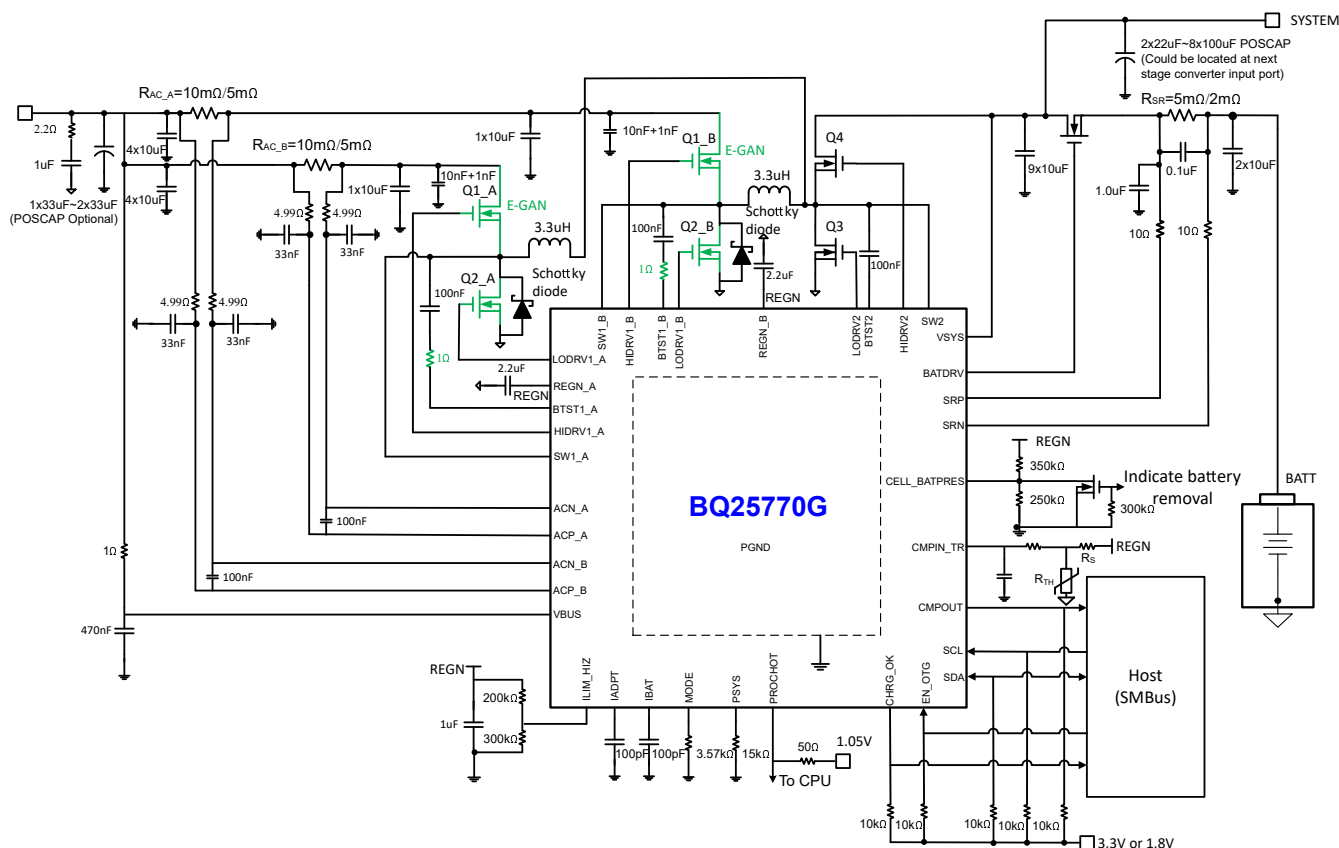 SYSTEM
2x22uF~8x100uF POSCAP
(Could be located at next
stage converter input port)
RAC_A=10mΩ/5mΩ
RSR=5mΩ/2mΩ
2.2Ω
1uF
4x10uF
1x10uF
10nF+1nF
Q1_B
E-GAN
Q4
9x10uF
0.1uF
2x10uF
1.0uF
RAC_B=10mΩ/5mΩ
4x10uF
1x10uF
10nF+1nF
1x33uF~2x33uF
(POSCAP Optional)
Q1_A
E-GAN
3.3uH
4.99Ω
4.99Ω
33nF
33nF
3.3uH
Schottky
diode
100nF
Q2_B
Q3
1Ω
2.2uF
100nF
REGN
10Ω
10Ω
Q2_A
Schottky
diode
100nF
4.99Ω
4.99Ω
33nF
33nF
1Ω
2.2uF
REGN
SW1_B
HIDRV1_B
BTST1_B
LODRV1_B
REGN_B
LODRV2
BTST2
HIDRV2
SW2
VSYS
BATDRV
SRP
SRN
LODRV1_A
REGN_A
BTST1_A
HIDRV1_A
SW1_A
ACN_A
100nF
ACP_A
ACN_B
100nF
ACP_B
VBUS
1Ω
470nF
BQ25770G
PGND
REGN
350kΩ
CELL_BATPRES
250kΩ
Indicate battery
removal
300kΩ
BATT
CMPIN_TR
REGN
RS
RTH
CMPOUT
SCL
SDA
Host
(SMBus)
ILIM_HIZ
IADPT
IBAT
MODE
PSYS
PROCHOT
CHRG_OK
EN_OTG
REGN
200kΩ
1uF
300kΩ
100pF
100pF
3.57kΩ
15kΩ
50Ω
1.05V
To CPU
10kΩ
10kΩ
10kΩ
10kΩ
10kΩ
3.3V or 1.8V